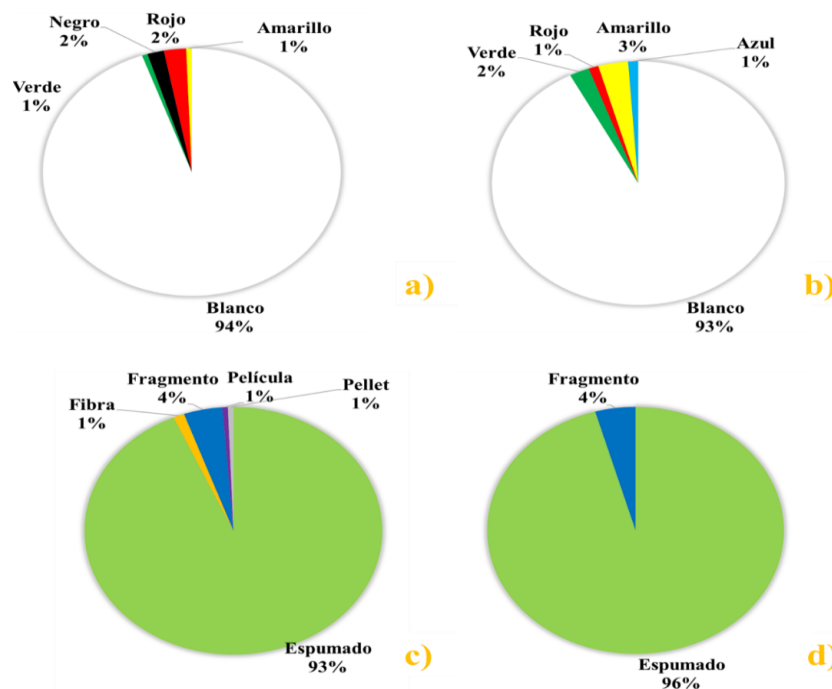 Negro
2%
Rojo
2%
Amarillo
1%
Verde
1%
Blanco
94%
a)
Verde
2%
Rojo
1%
Amarillo
3%
Azul
1%
Blanco
93%
b)
Fibra
1%
Fragmento
4%
Película
1%
Pellet
1%
Espumado
93%
c)
Fragmento
4%
Espumado
96%
d)